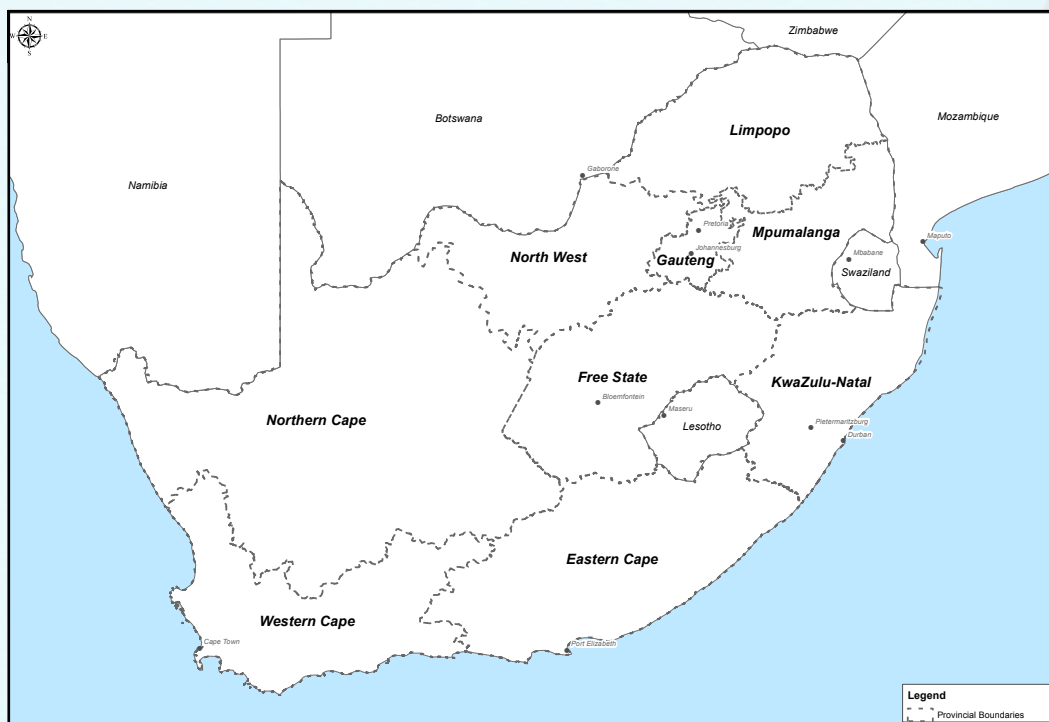 N
W
E
S
Zimbabwe
Botswana
Mozambique
Limpopo
Gaborone
Namibia
Pretoria
Mpumalanga
Maputo
Johannesburg
North West
Gauteng
Mbabane
Swaziland
Free State
KwaZulu-Natal
Bloemfontein
Maseru
Northern Cape
Lesotho
Pietermaritzburg
Durban
Eastern Cape
Western Cape
Cape Town
Port Elizabeth
Legend
Provincial Boundaries